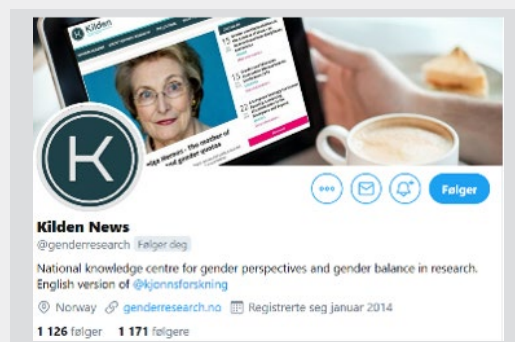 Kilden
K
Følger
Kilden News
@genderresearch Følger deg
National knowledge centre for gender perspectives and gender balance in research.
English version of @kjonnsforskning
Norway genderresearch.no Registrerte seg januar 2014
1 126 følger 1 171 følgere